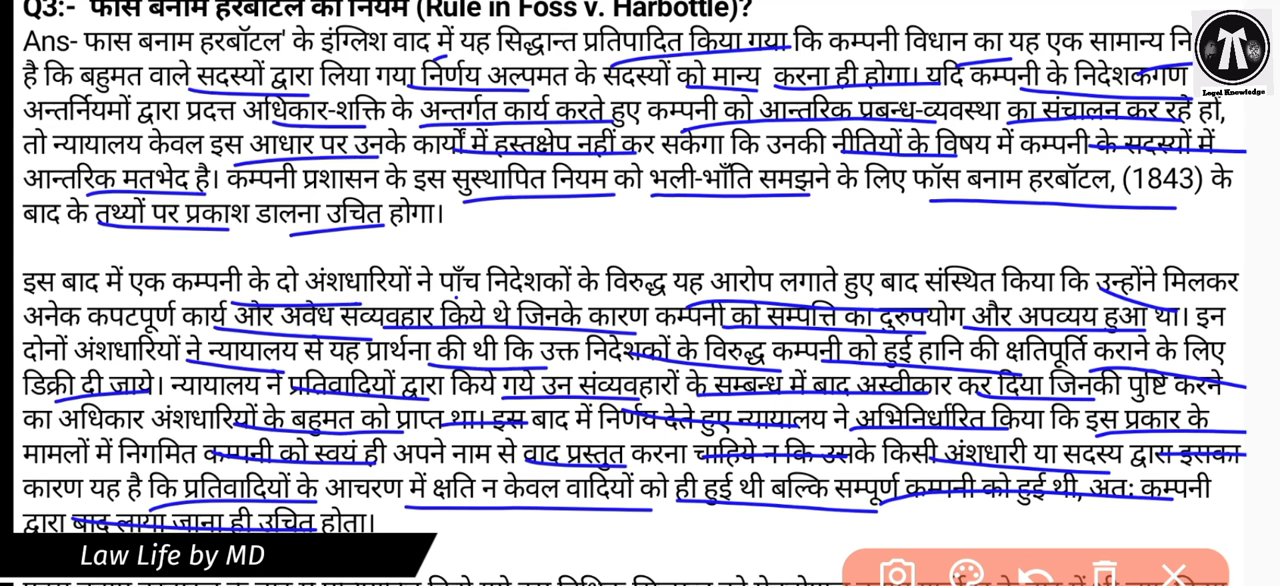 Q3:- फॉस बनाम हरबॉटल का नियम (Rule in Foss v. Harbottle)?
Ans- फास बनाम हरबॉटल' के इंग्लिश वाद में यह सिद्धान्त प्रतिपादित किया गया कि कम्पनी विधान का यह एक सामान्य नि
है कि बहुमत वाले सदस्यों द्वारा लिया गया निर्णय अल्पमत के सदस्यों को मान्य करना ही होगा। यदि कम्पनी के निदेशकगण
अन्तर्नियमों द्वारा प्रदत्त अधिकार-शक्ति के अन्तर्गत कार्य करते हुए कम्पनी को आन्तरिक प्रबन्ध-व्यवस्था का संचालन कर रहे हों,
तो न्यायालय केवल इस आधार पर उनके कार्यों में हस्तक्षेप नहीं कर सकेगा कि उनकी नीतियों के विषय में कम्पनी के सदस्यों में
आन्तरिक मतभेद है। कम्पनी प्रशासन के इस सुस्थापित नियम को भली-भाँति समझने के लिए फॉस बनाम हरबॉटल, (1843) के
बाद के तथ्यों पर प्रकाश डालना उचित होगा।
इस बाद में एक कम्पनी के दो अंशधारियों ने पाँच निदेशकों के विरुद्ध यह आरोप लगाते हुए बाद संस्थित किया कि उन्होंने मिलकर
अनेक कपटपूर्ण कार्य और अवैध संव्यवहार किये थे जिनके कारण कम्पनी को सम्पत्ति का दुरुपयोग और अपव्यय हुआ था। इन
दोनों अंशधारियों ने न्यायालय से यह प्रार्थना की थी कि उक्त निदेशकों के विरुद्ध कम्पनी को हुई हानि की क्षतिपूर्ति कराने के लिए
डिक्री दी जाये। न्यायालय ने प्रतिवादियों द्वारा किये गये उन संव्यवहारों के सम्बन्ध में बाद अस्वीकार कर दिया जिनकी पुष्टि करने
का अधिकार अंशधारियों के बहुमत को प्राप्त था। इस बाद में निर्णय देते हुए न्यायालय ने अभिनिर्धारित किया कि इस प्रकार के
मामलों में निगमित कम्पनी को स्वयं ही अपने नाम से वाद प्रस्तुत करना चाहिये न कि उसके किसी अंशधारी या सदस्य द्वारा इसका
कारण यह है कि प्रतिवादियों के आचरण में क्षति न केवल वादियों को ही हुई थी बल्कि सम्पूर्ण कम्पनी को हुई थी, अतः कम्पनी
द्वारा बाद लाया जाना ही उचित होता।
Legal Knowledge
Law Life by MD